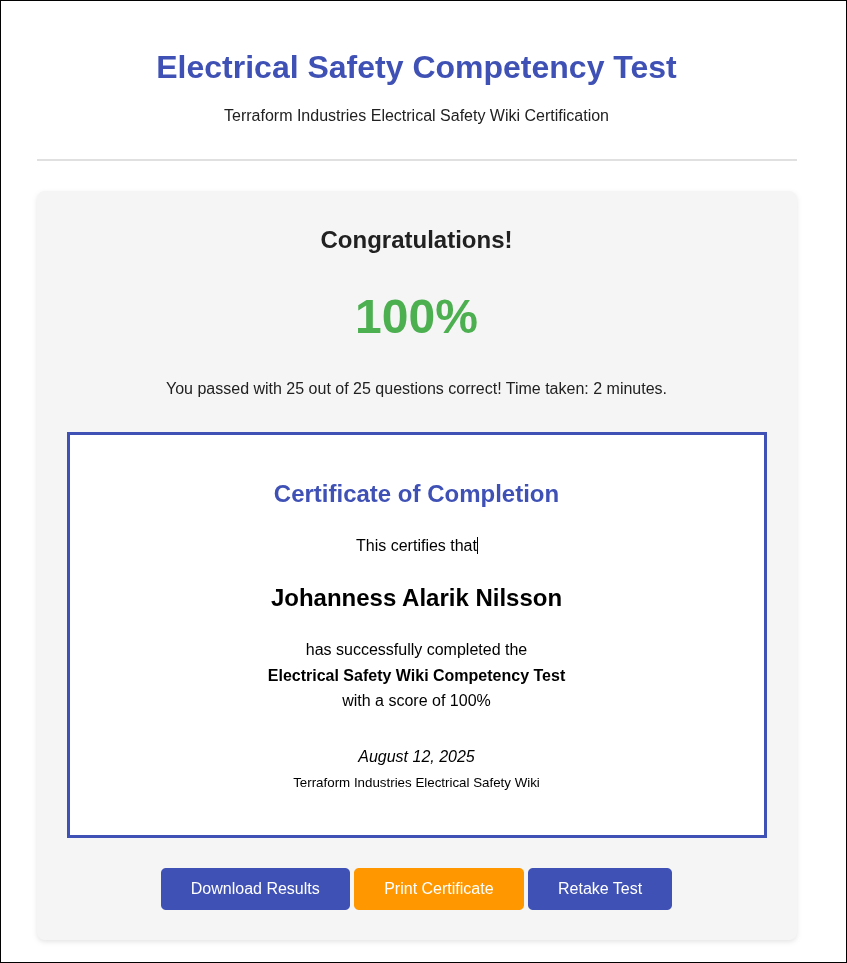 Electrical Safety Competency Test
Terraform Industries Electrical Safety Wiki Certification
Congratulations!
100%
You passed with 25 out of 25 questions correct! Time taken: 2 minutes.
Certificate of Completion
This certifies that
Johanness Alarik Nilsson
has successfully completed the
Electrical Safety Wiki Competency Test
with a score of 100%
August 12, 2025
Terraform Industries Electrical Safety Wiki
Download Results
Print Certificate
Retake Test